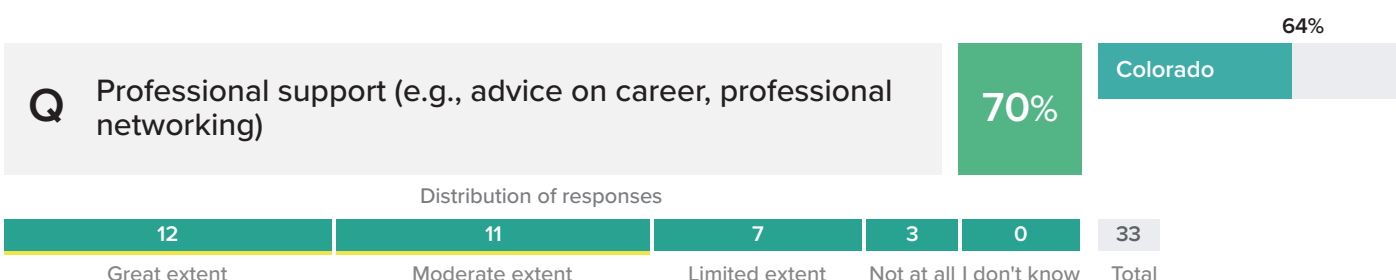 64%
Q Professional support (e.g., advice on career, professional
networking)
70%
Colorado
Distribution of responses
12 11 7 3 0 33
Great extent Moderate extent Limited extent Not at all I don't know Total